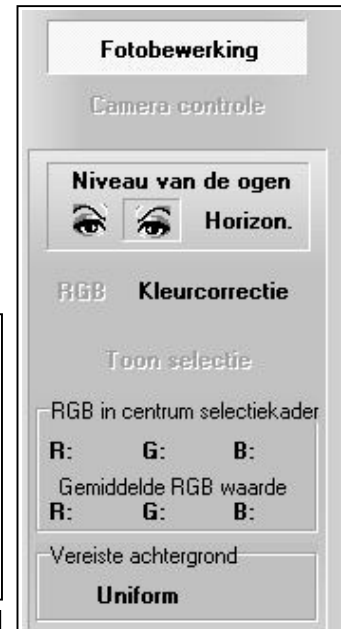 Fotobewerking
Camera controle
Niveau van de ogen
Horizon.
RGB Kleurcorrectie
Toon selectie
RGB in centrum selectiekader
R: G: B:
Gemiddelde RGB waarde
R: G: B:
Vereiste achtergrond
Uniform